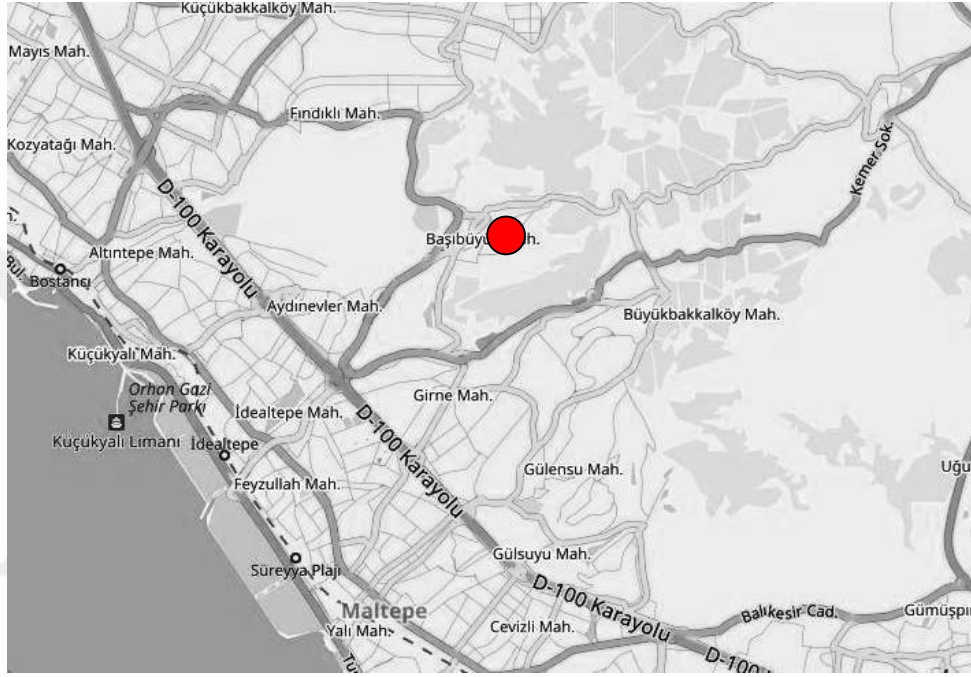 Küçükbakkalköy Mah.
Mayıs Mah.
Fındıklı Mah.
Kozyatağı Mah.
Kemer Sok.
D-100 Karayolu
Mah.
Altıntepe Mah.
Bul.
Bostancı
Aydınevler Mah.
Büyükbakkalköy Mah.
Küçükyalı Mah.
Orhan Gazi
Şehir Parkı
Girne Mah.
İdealtepe Mah.
D-100 Karayolu
Küçükyalı Limanı
İdealtepe
Gülensu Mah.
Feyzullah Mah.
Gülsuyu Mah.
Süreyya Plajı
D-100 Karayolu
Maltepe
Balıkesir Cad.
Yalı Mah.
Cevizli Mah.
D-100